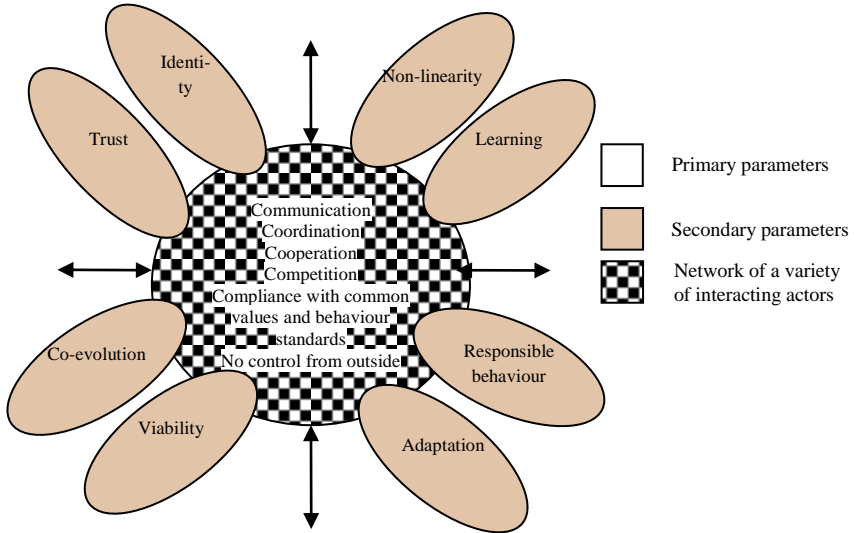 Identi-
ty
Non-linearity
Trust
Learning
Communication
Coordination
Cooperation
Competition
Compliance with common
values and behaviour
standards
No control from outside
Co-evolution
Responsible
behaviour
Viability
Adaptation
Primary parameters
Secondary parameters
Network of a variety
of interacting actors